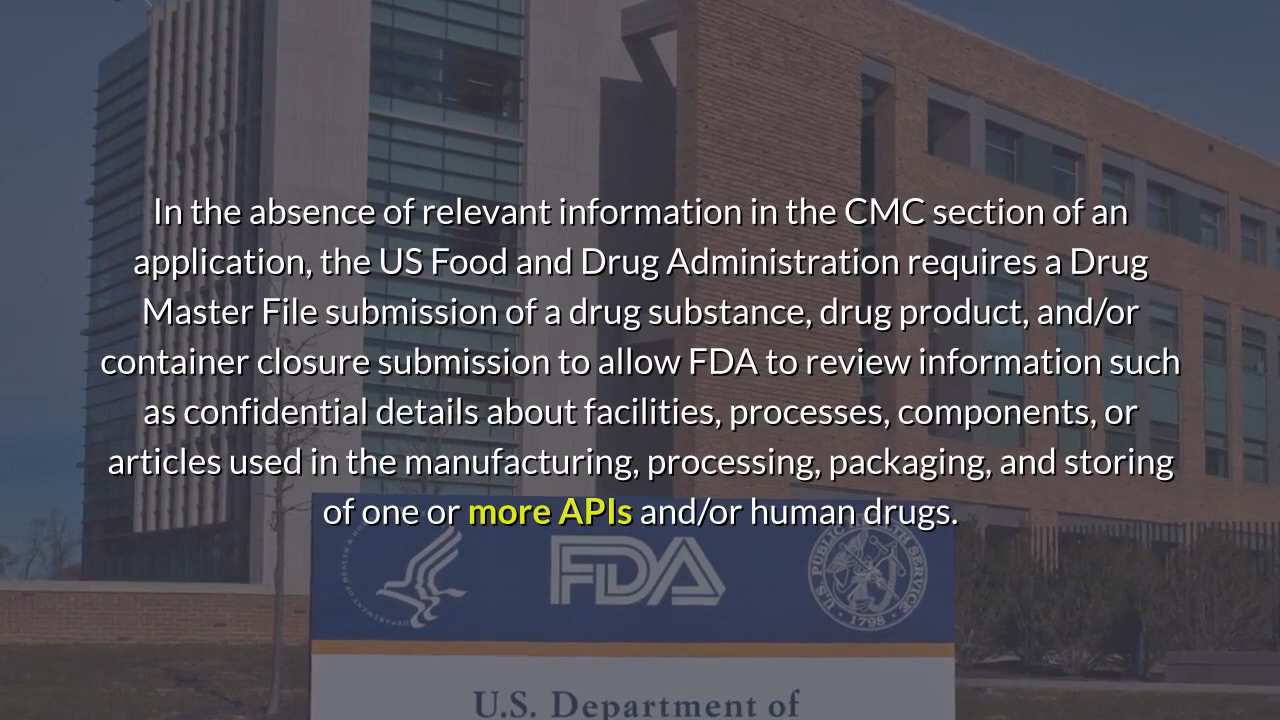 In the absence of relevant information in the CMC section of an
application, the US Food and Drug Administration requires a Drug
Master File submission of a drug substance, drug product, and/or
container closure submission to allow FDA to review information such
as confidential details about facilities, processes, components, or
articles used in the manufacturing, processing, packaging, and storing
of one or more APIs and/or human drugs.
FDA
1798
U.S. Department of